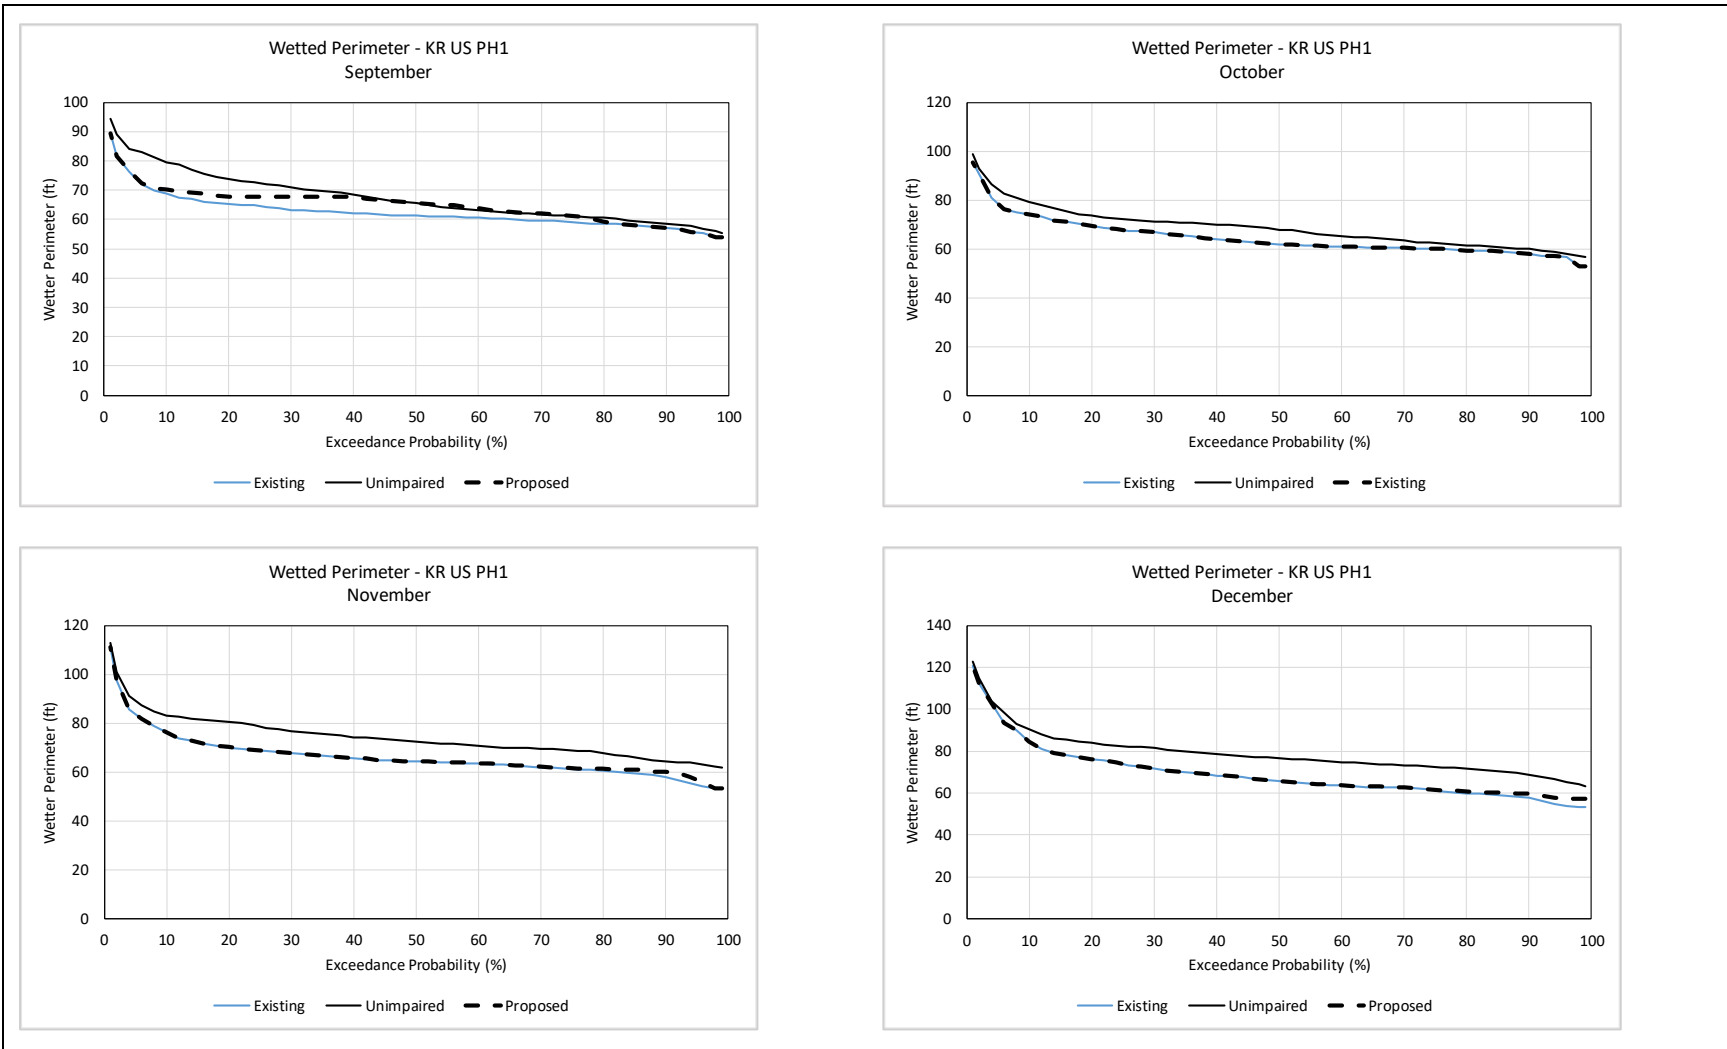 Wetted Perimeter - KR US PH1
September
Wetter Perimeter (ft)
100
90
80
70
60
50
40
30
20
10
0
0 10 20 30 40 50 60 70 80 90 100
Exceedance Probability (%)
Existing Unimpaired Proposed
Wetted Perimeter - KR US PH1
October
Wetter Perimeter (ft)
120
100
80
60
40
20
0
0 10 20 30 40 50 60 70 80 90 100
Exceedance Probability (%)
Existing Unimpaired Existing
Wetted Perimeter - KR US PH1
November
Wetter Perimeter (ft)
120
100
80
60
40
20
0
0 10 20 30 40 50 60 70 80 90 100
Exceedance Probability (%)
Existing Unimpaired Proposed
Wetted Perimeter - KR US PH1
December
Wetter Perimeter (ft)
140
120
100
80
60
40
20
0
0 10 20 30 40 50 60 70 80 90 100
Exceedance Probability (%)
Existing Unimpaired Proposed